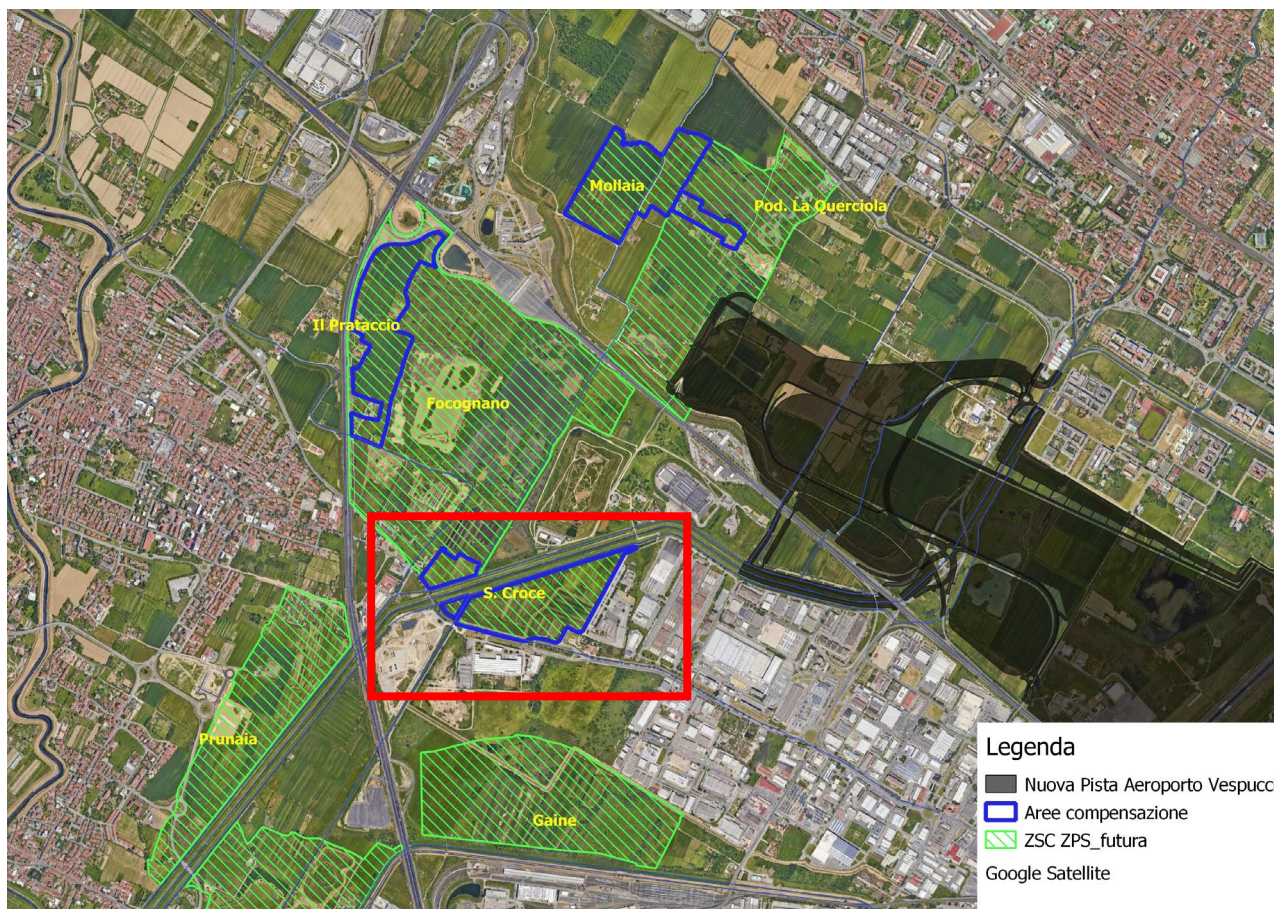 Mollaia
Pod. La Querciola
Il Prataccio
Focognano
S. Croce
Prunaia
Gaine
Legenda
Nuova Pista Aeroporto Vespucc
Aree compensazione
ZSC ZPS_futura
Google Satellite